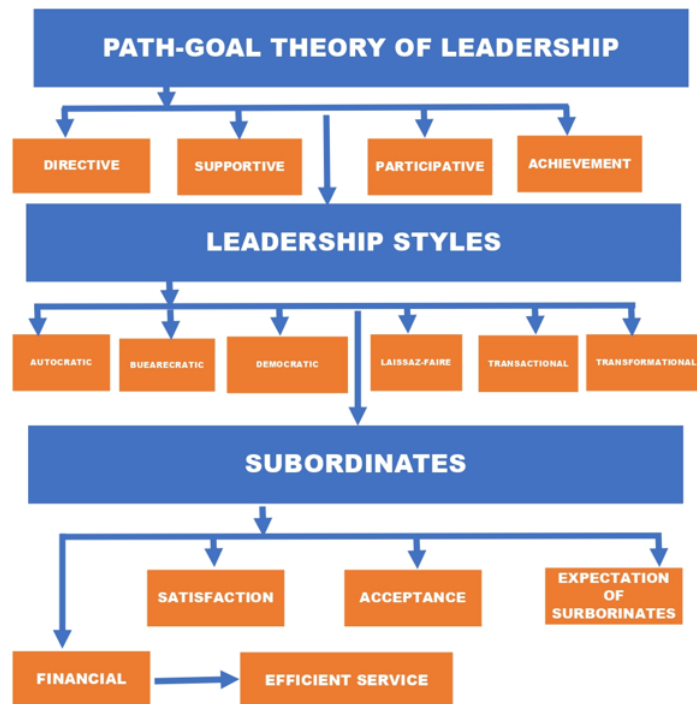 PATH-GOAL THEORY OF LEADERSHIP
DIRECTIVE
SUPPORTIVE
PARTICIPATIVE
ACHIEVEMENT
LEADERSHIP STYLES
AUTOCRATIC
BUEARECRATIC
DEMOCRATIC
LAISSAZ-FAIRE
TRANSACTIONAL
TRANSFORMATIONAL
SUBORDINATES
SATISFACTION
ACCEPTANCE
EXPECTATION
OF
SURBORINATES
FINANCIAL
EFFICIENT SERVICE